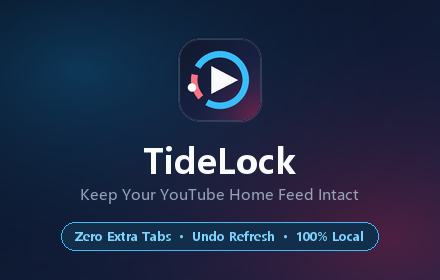 TideLock
Keep Your YouTube Home Feed Intact
Zero Extra Tabs • Undo Refresh • 100% Local